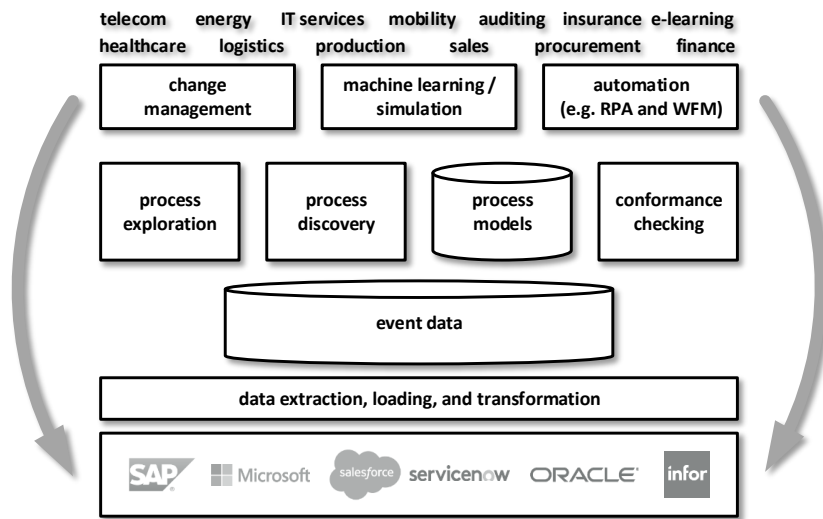 telecom energy IT services mobility auditing insurance e-learning
healthcare logistics production sales procurement finance
change
management
machine learning /
simulation
automation
(e.g. RPA and WFM)
process
exploration
process
discovery
process
models
conformance
checking
event data
data extraction, loading, and transformation
SAP Microsoft salesforce servicenow ORACLE infor